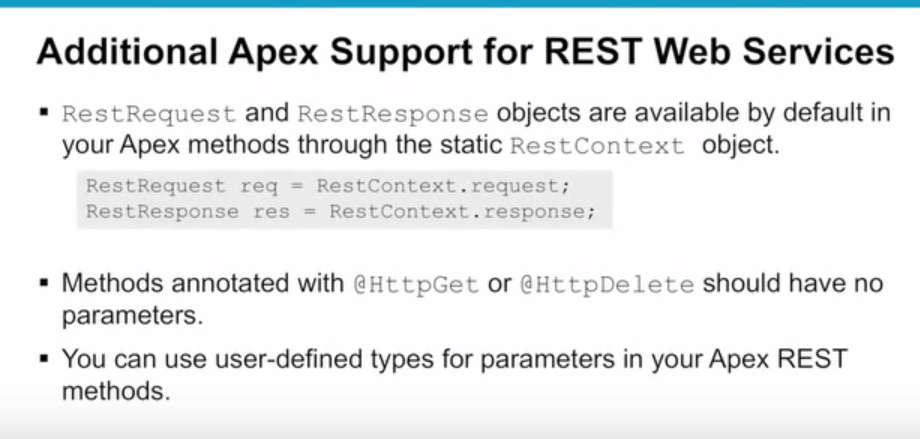 Additional Apex Support for REST Web Services
▪ RestRequest and RestResponse objects are available by default in
your Apex methods through the static RestContext object.
RestRequest req = RestContext.request;
RestResponse res = RestContext.response;
▪ Methods annotated with @HttpGet or @HttpDelete should have no
parameters.
▪ You can use user-defined types for parameters in your Apex REST
methods.